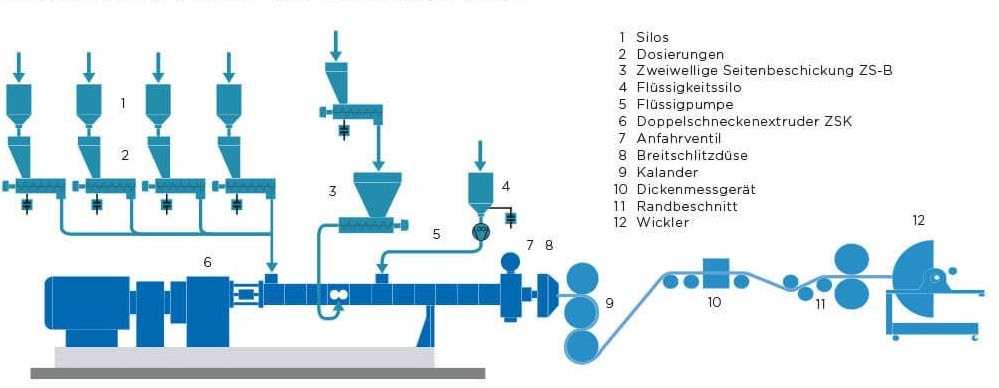 1 Silos
2 Dosierungen
3 Zweiwellige Seitenbeschickung ZS-B
4 Flüssigkeitssilo
5 Flüssigpumpe
6 Doppelschneckenextruder ZSK
7 Anfahrventil
8 Breitschlitzdüse
9 Kalander
10 Dickenmessgerät
11 Randbeschnitt
12 Wickler
1
2
3
4
5
6
7 8
9
10
11
12